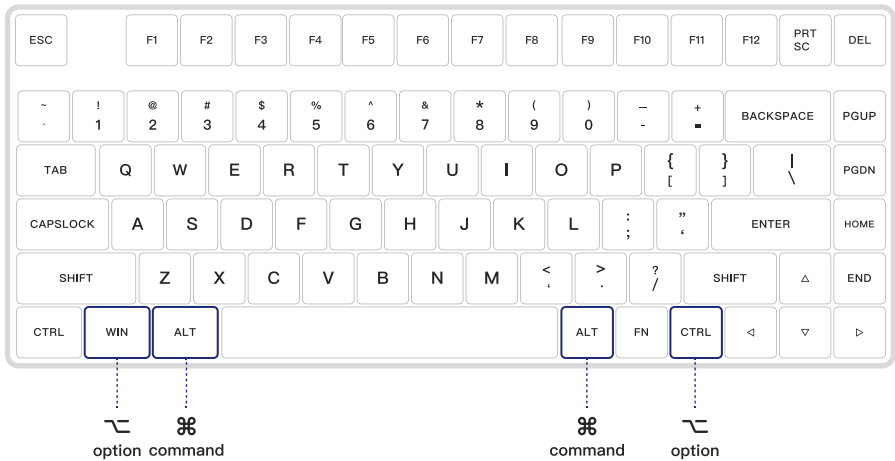 ESC F1 F2 F3 F4 F5 F6 F7 F8 F9 F10 F11 F12 PRT SC DEL
~ ! @ # $ % ^ & * ( ) — +
` 1 2 3 4 5 6 7 8 9 0 - = BACKSPACE PGUP
TAB Q W E R T Y U I O P { } | PGDN
[ ] \
CAPSLOCK A S D F G H J K L : ” ENTER HOME
; ‘
SHIFT Z X C V B N M < > ? SHIFT △ END
‘ . /
CTRL WIN ALT ALT FN CTRL ◁ ▽ ▷
⌥ ⌘ ⌘ ⌥
option command command option